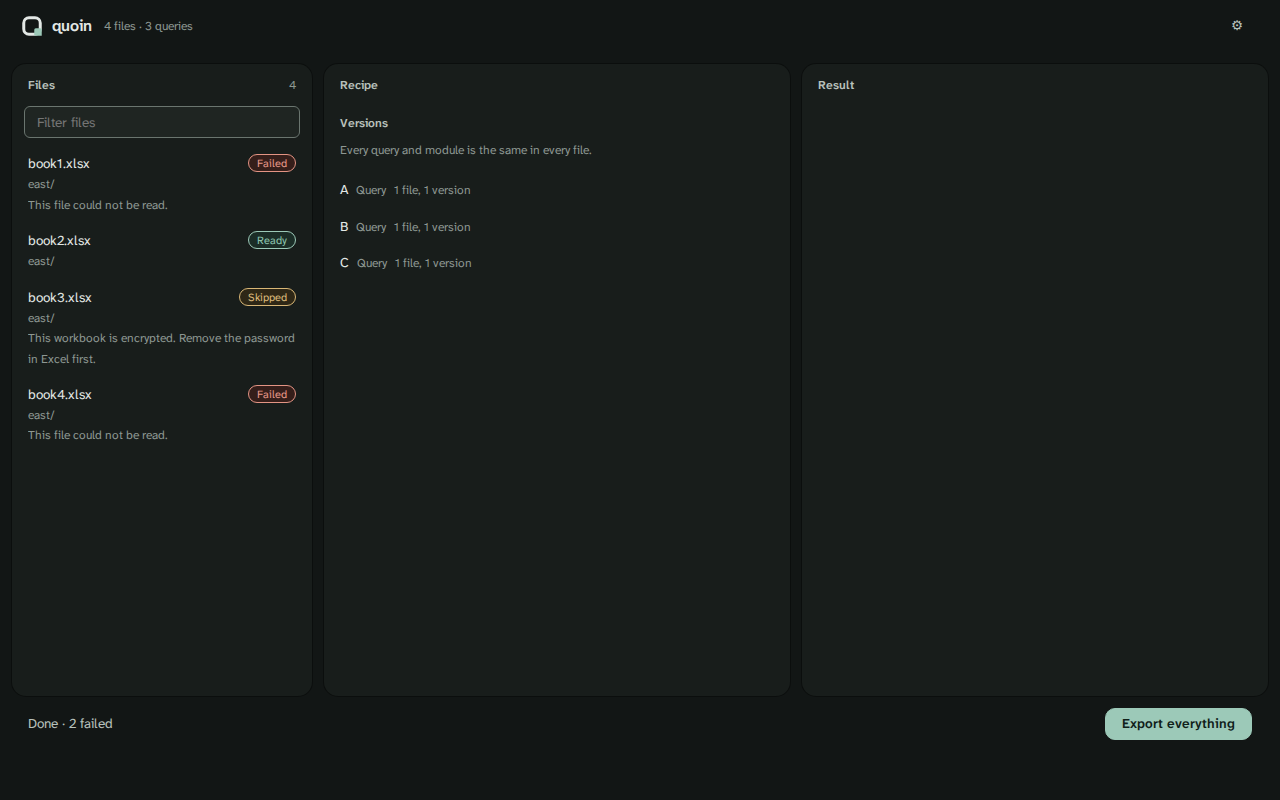 quoin 4 files · 3 queries
Files 4
Filter files
book1.xlsx Failed
east/
This file could not be read.
book2.xlsx Ready
east/
book3.xlsx Skipped
east/
This workbook is encrypted. Remove the password
in Excel first.
book4.xlsx Failed
east/
This file could not be read.
Recipe
Versions
Every query and module is the same in every file.
A Query 1 file, 1 version
B Query 1 file, 1 version
C Query 1 file, 1 version
Result
Done · 2 failed
Export everything